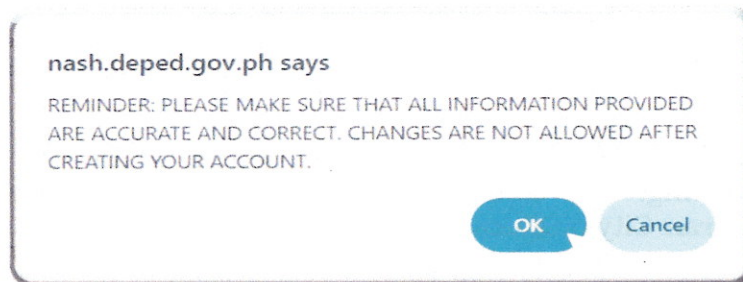 nash.deped.gov.ph says
REMINDER: PLEASE MAKE SURE THAT ALL INFORMATION PROVIDED
ARE ACCURATE AND CORRECT. CHANGES ARE NOT ALLOWED AFTER
CREATING YOUR ACCOUNT.
OK
Cancel